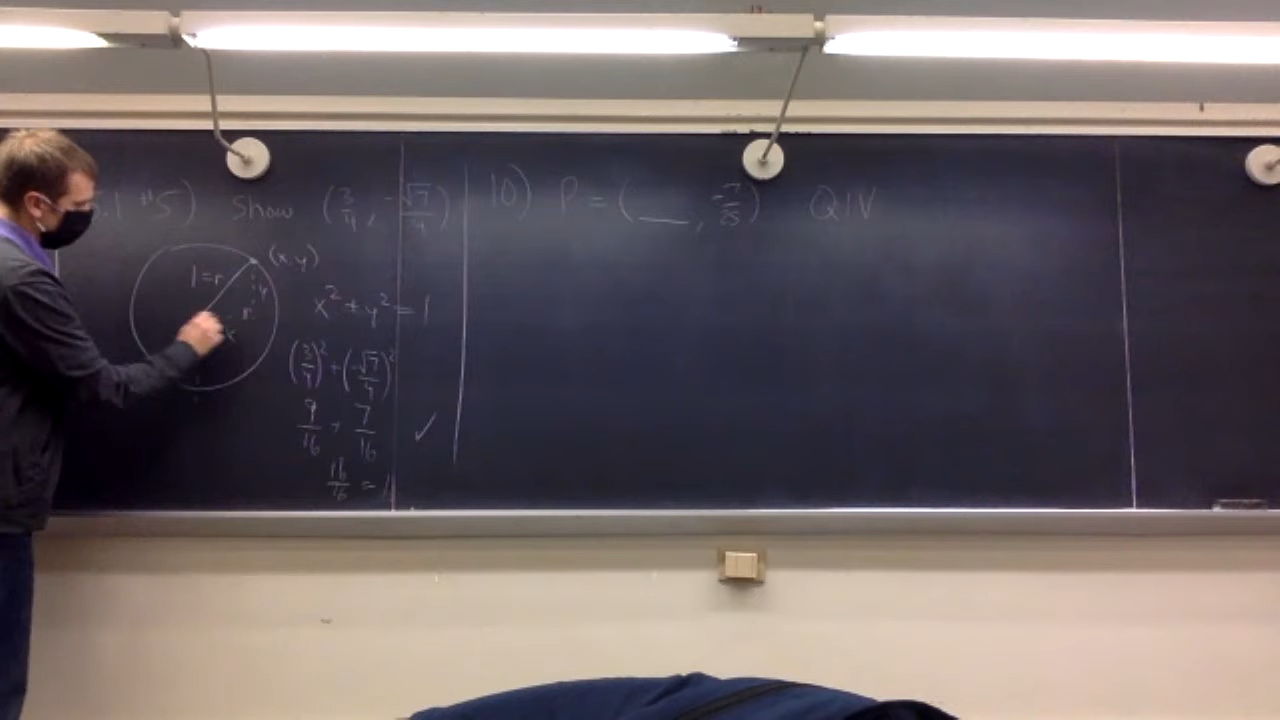 5.1 #5) Show (3/4, -√7/4)
(x,y)
1=r
y
x
x² + y² = 1
(3/4)² + (-√7/4)²
9/16 + 7/16 ✓
16/16 = 1
10) P = (___, -7/25) QIV